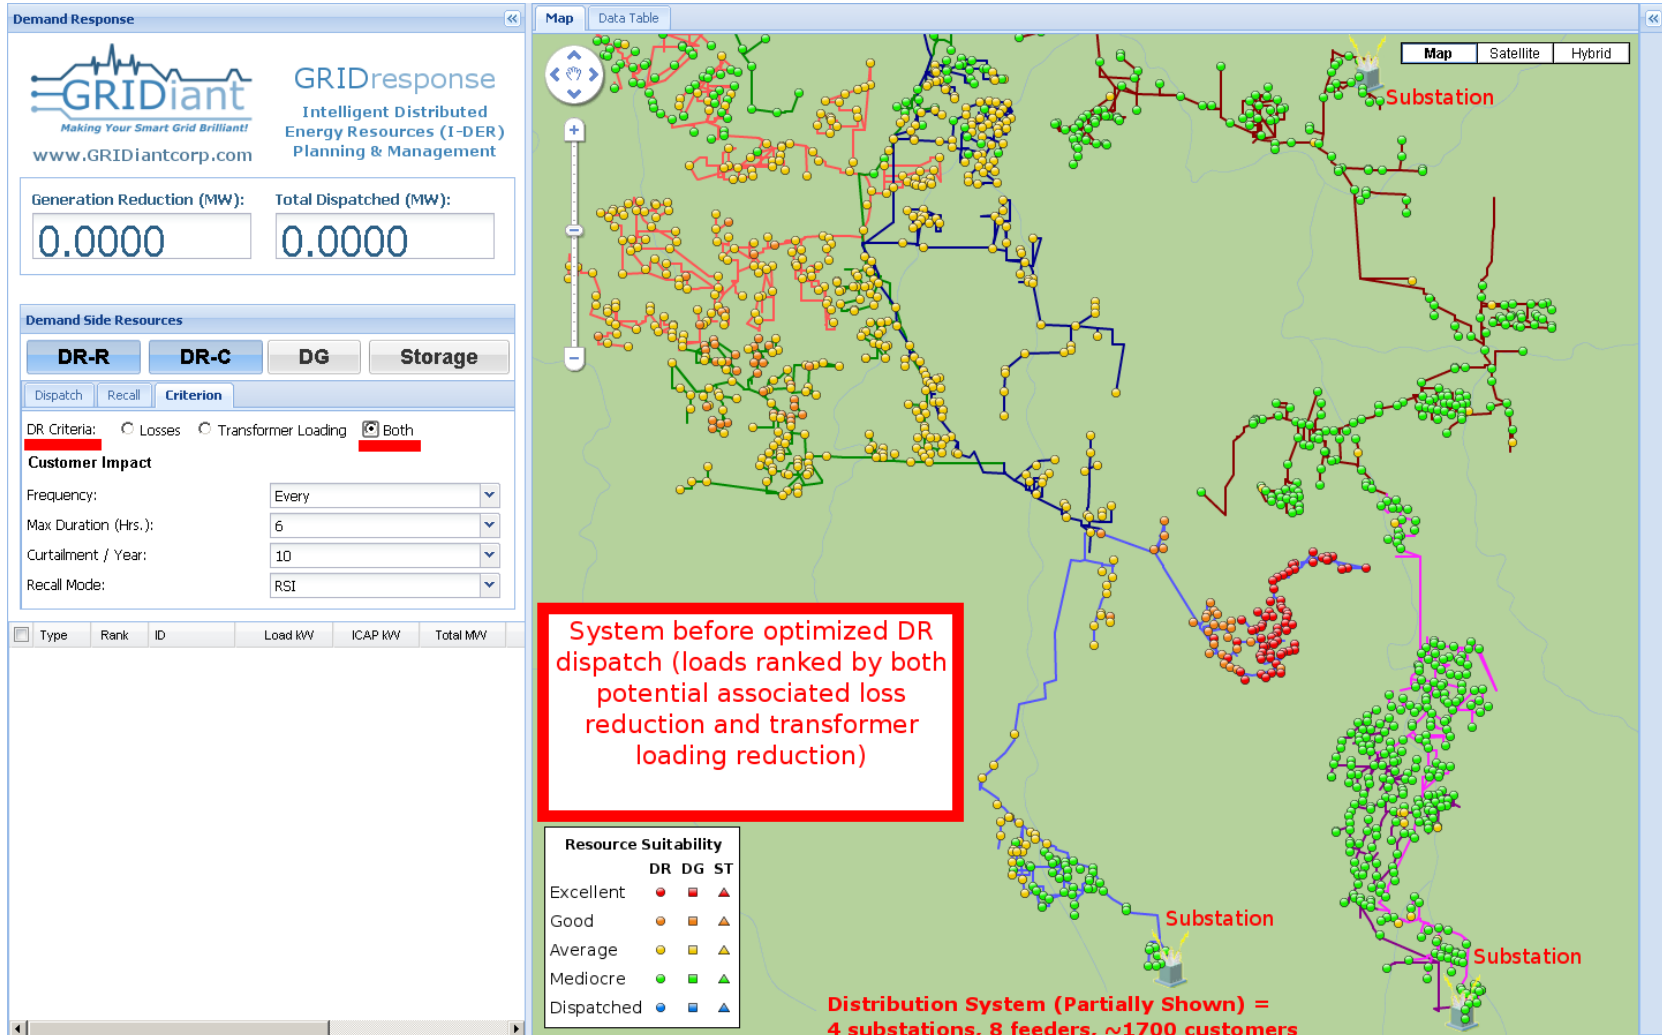 Demand Response
GRIDiant
Making Your Smart Grid Brilliant!
www.GRIDiantcorp.com
GRIDresponse
Intelligent Distributed
Energy Resources (I-DER)
Planning & Management
Generation Reduction (MW):
0.0000
Total Dispatched (MW):
0.0000
Demand Side Resources
DR-R DR-C DG Storage
Dispatch Recall Criterion
DR Criteria: Losses Transformer Loading Both
Customer Impact
Frequency: Every
Max Duration (Hrs.): 6
Curtailment / Year: 10
Recall Mode: RSI
Type Rank ID Load kW ICAP kW Total MW
Map Data Table
Map Satellite Hybrid
Substation
System before optimized DR
dispatch (loads ranked by both
potential associated loss
reduction and transformer
loading reduction)
Resource Suitability
DR DG ST
Excellent
Good
Average
Mediocre
Dispatched
Substation
Substation
Distribution System (Partially Shown) =
4 substations, 8 feeders, ~1700 customers